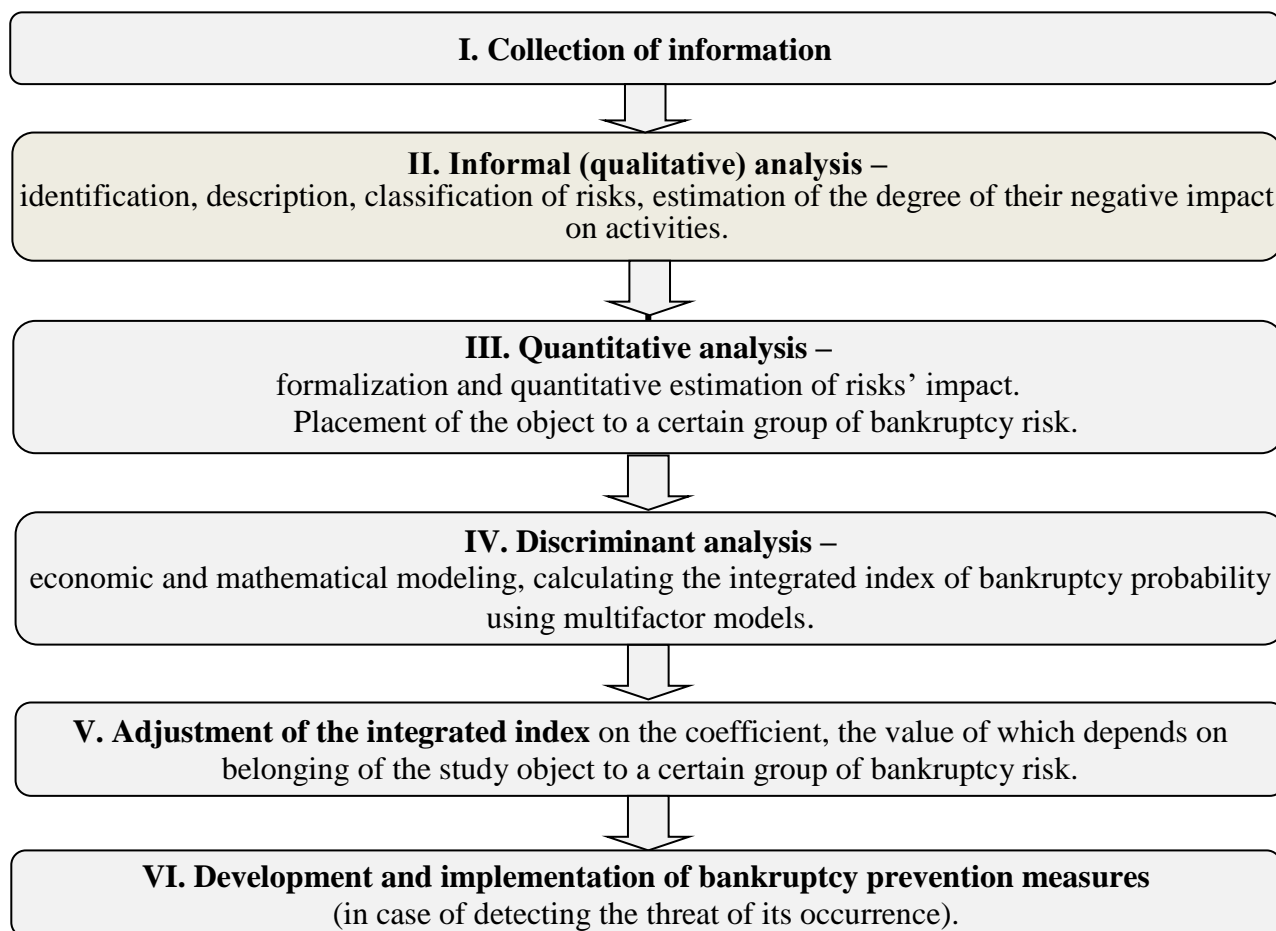 I. Collection of information
II. Informal (qualitative) analysis –
identification, description, classification of risks, estimation of the degree of their negative impact
on activities.
III. Quantitative analysis –
formalization and quantitative estimation of risks’ impact.
Placement of the object to a certain group of bankruptcy risk.
IV. Discriminant analysis –
economic and mathematical modeling, calculating the integrated index of bankruptcy probability
using multifactor models.
V. Adjustment of the integrated index on the coefficient, the value of which depends on
belonging of the study object to a certain group of bankruptcy risk.
VI. Development and implementation of bankruptcy prevention measures
(in case of detecting the threat of its occurrence).